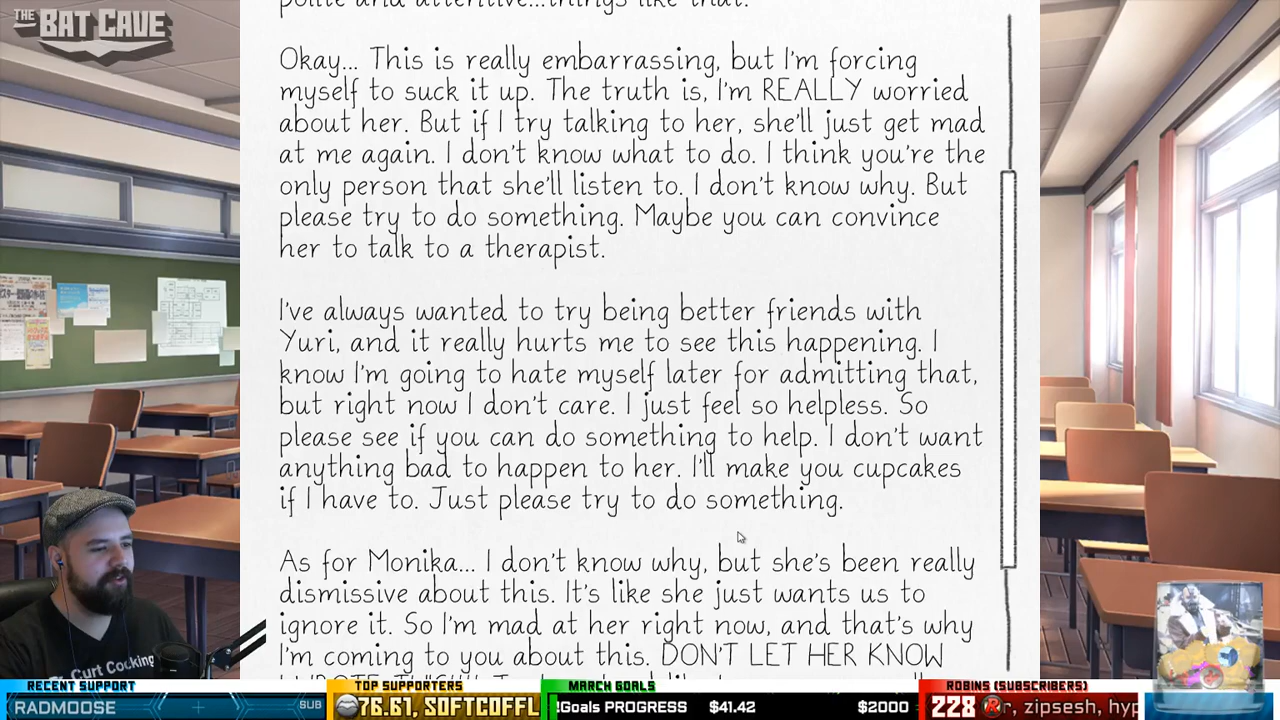 THE
BAT CAVE
polite and attentive...things like that.
Okay... This is really embarrassing, but I'm forcing
myself to suck it up. The truth is, I'm REALLY worried
about her. But if I try talking to her, she'll just get mad
at me again. I don't know what to do. I think you're the
only person that she'll listen to. I don't know why. But
please try to do something. Maybe you can convince
her to talk to a therapist.
I've always wanted to try being better friends with
Yuri, and it really hurts me to see this happening. I
know I'm going to hate myself later for admitting that,
but right now I don't care. I just feel so helpless. So
please see if you can do something to help. I don't want
anything bad to happen to her. I'll make you cupcakes
if I have to. Just please try to do something.
As for Monika... I don't know why, but she's been really
dismissive about this. It's like she just wants us to
ignore it. So I'm mad at her right now, and that's why
I'm coming to you about this. DON'T LET HER KNOW
Curt Cocking
RECENT SUPPORT
RADMOOSE
SUB
TOP SUPPORTERS
76.61, SOFTCOFFL
MARCH GOALS
!Goals PROGRESS $41.42 $2000
ROBINS (SUBSCRIBERS)
228 r, zipsesh, hyp